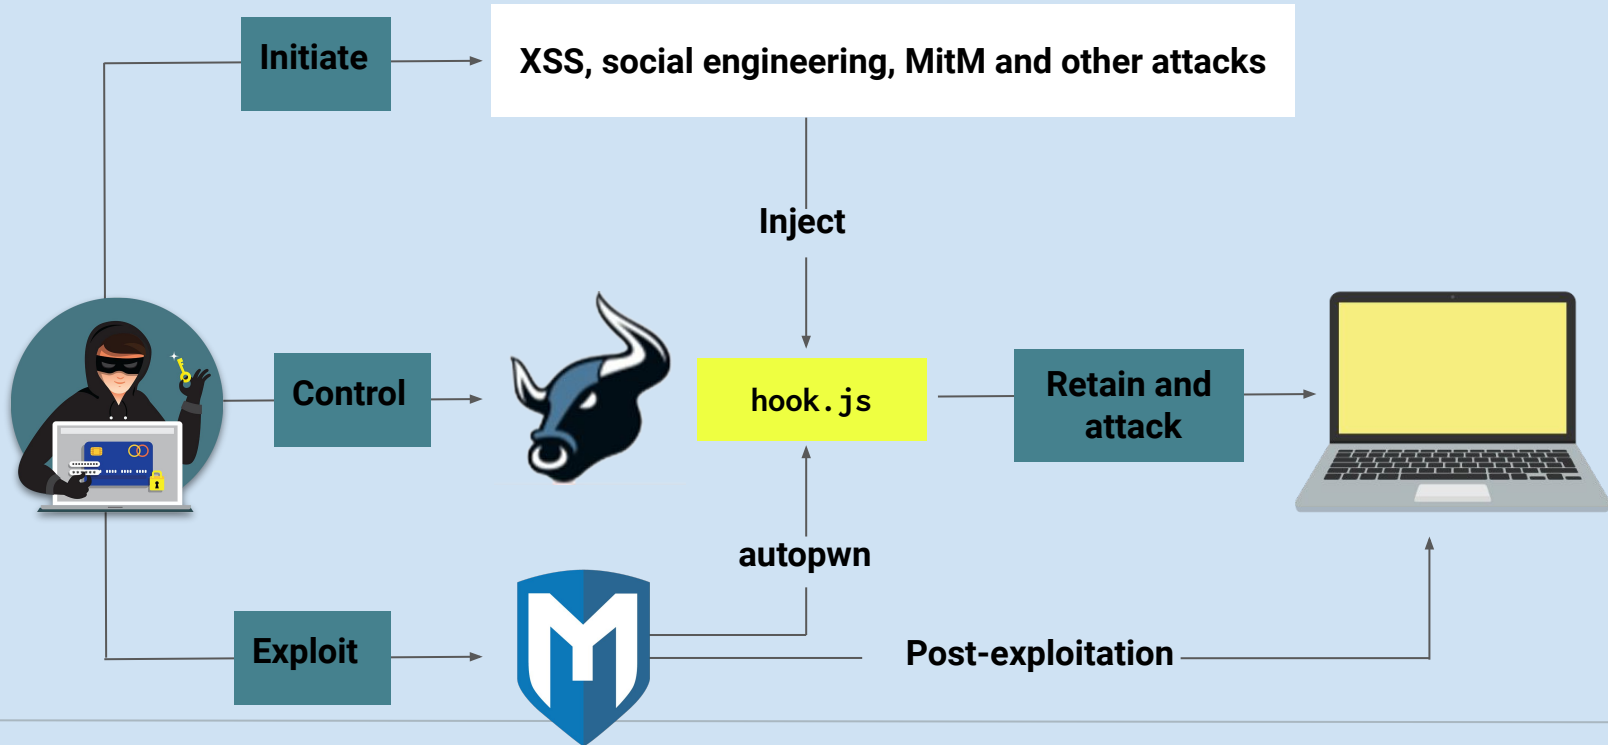 Initiate
XSS, social engineering, MitM and other attacks
Inject
Control
hook.js
Retain and
attack
autopwn
Exploit
Post-exploitation